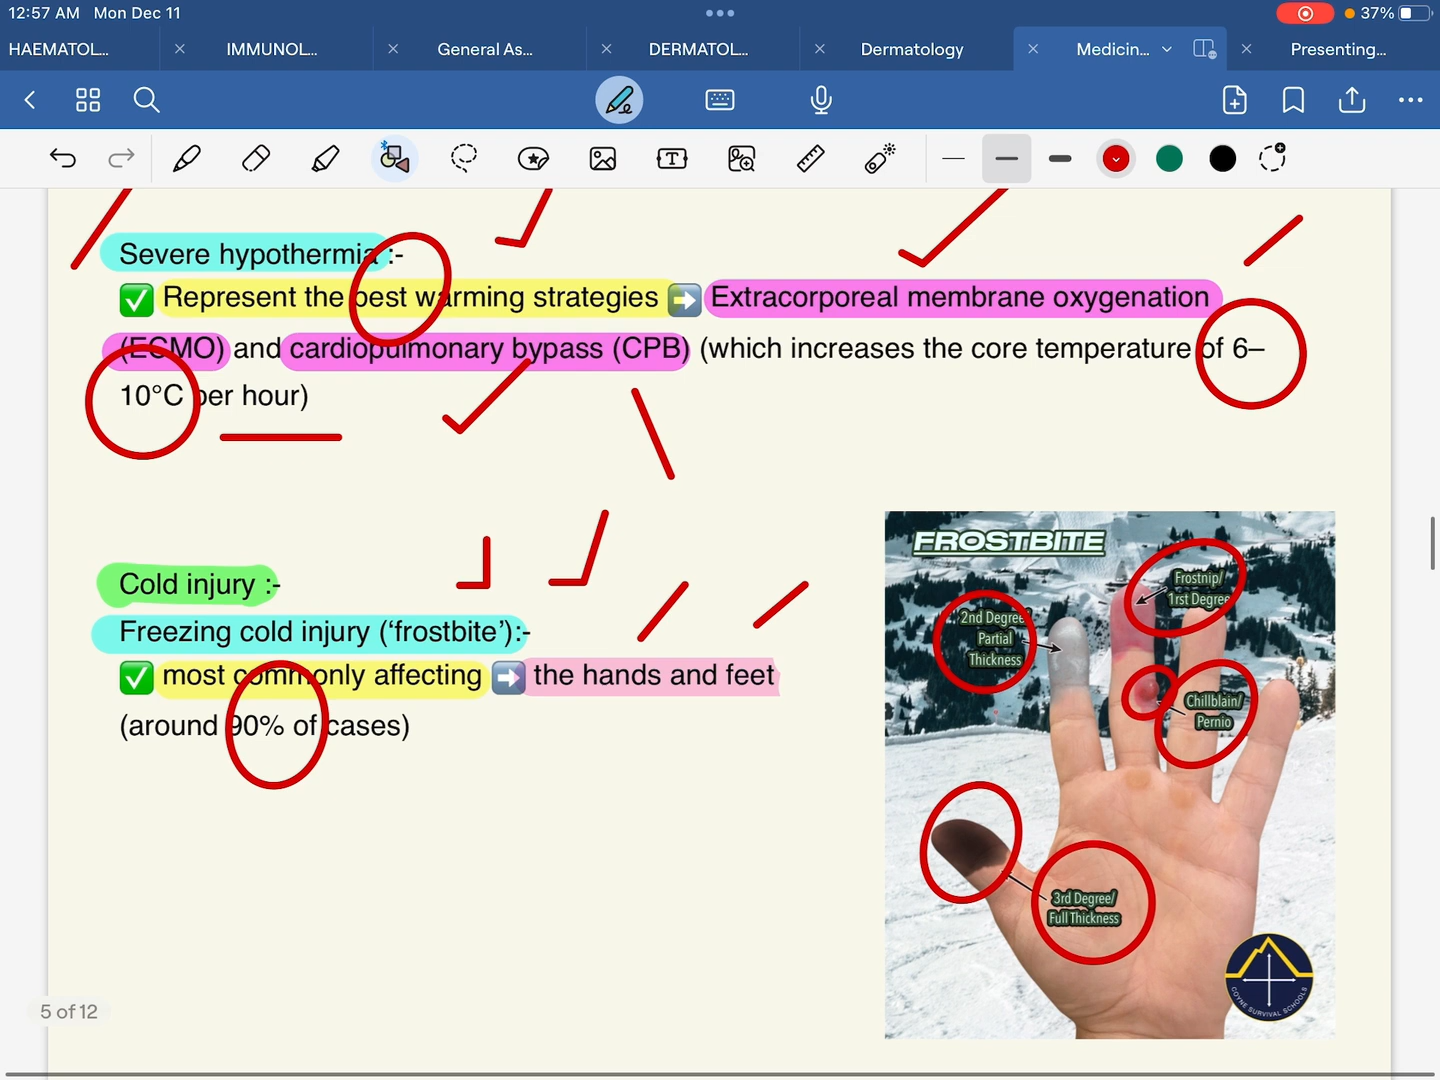 12:57 AM Mon Dec 11
37%
HAEMATOL...
IMMUNOL...
General As...
DERMATOL...
Dermatology
Medicin...
Presenting...
Severe hypothermia :-
✅ Represent the best warming strategies ➡️ Extracorporeal membrane oxygenation
(ECMO) and cardiopulmonary bypass (CPB) (which increases the core temperature of 6–
10°C per hour)
Cold injury :-
Freezing cold injury (‘frostbite’):-
✅ most commonly affecting ➡️ the hands and feet
(around 90% of cases)
FROSTBITE
Frostnip/
1rst Degree
2nd Degree
Partial
Thickness
Chillblain/
Pernio
3rd Degree/
Full Thickness
COYNE SURVIVAL SCHOOLS
5 of 12